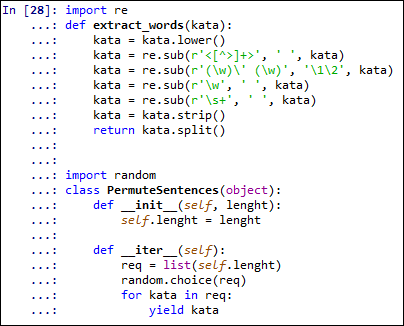 In [28]: import re
    ...: def extract_words(kata):
    ...:     kata = kata.lower()
    ...:     kata = re.sub(r'<[^>]+>', ' ', kata)
    ...:     kata = re.sub(r'(\w)\' (\w)', '\1\2', kata)
    ...:     kata = re.sub(r'\w', ' ', kata)
    ...:     kata = re.sub(r'\s+', ' ', kata)
    ...:     kata = kata.strip()
    ...:     return kata.split()
    ...:
    ...:
    ...: import random
    ...: class PermuteSentences(object):
    ...:     def __init__(self, lenght):
    ...:         self.lenght = lenght
    ...:
    ...:     def __iter__(self):
    ...:         req = list(self.lenght)
    ...:         random.choice(req)
    ...:         for kata in req:
    ...:             yield kata